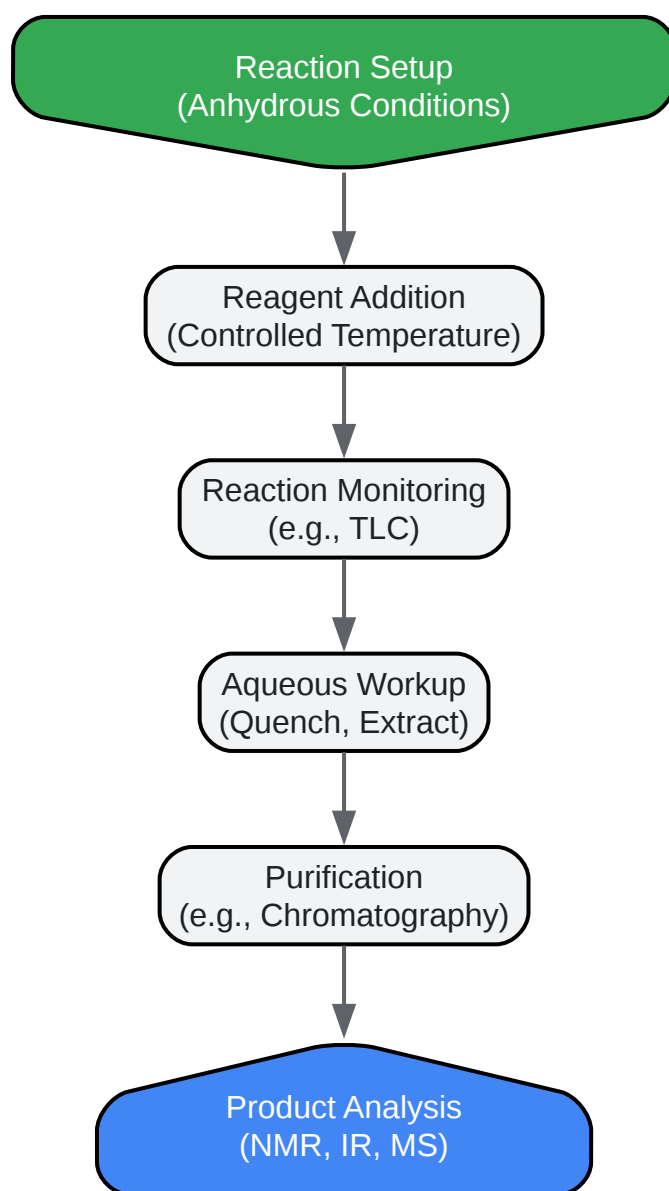 Reaction Setup
(Anhydrous Conditions)
Reagent Addition
(Controlled Temperature)
Reaction Monitoring
(e.g., TLC)
Aqueous Workup
(Quench, Extract)
Purification
(e.g., Chromatography)
Product Analysis
(NMR, IR, MS)